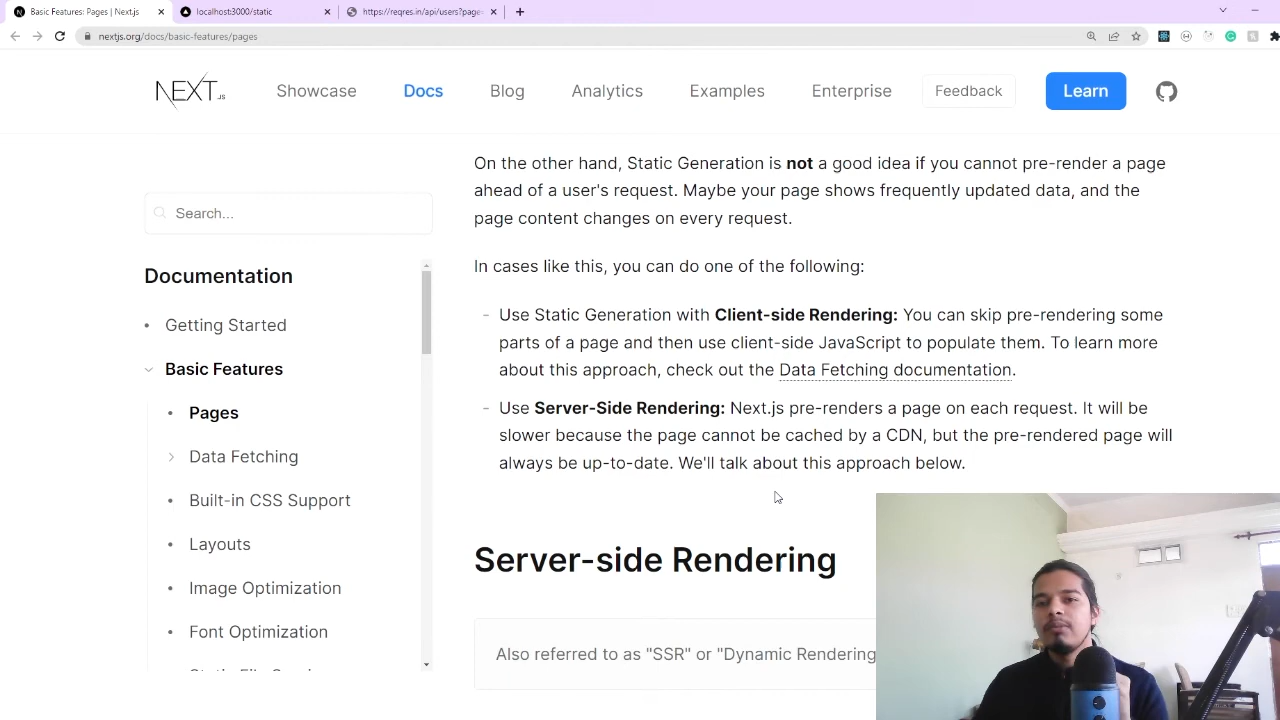 Basic Features: Pages | Next.js
localhost:3000/static
https://reqres.in/api/users?page=
nextjs.org/docs/basic-features/pages
NEXT.JS
Showcase
Docs
Blog
Analytics
Examples
Enterprise
Feedback
Learn
On the other hand, Static Generation is not a good idea if you cannot pre-render a page
ahead of a user's request. Maybe your page shows frequently updated data, and the
page content changes on every request.
In cases like this, you can do one of the following:
- Use Static Generation with Client-side Rendering: You can skip pre-rendering some
parts of a page and then use client-side JavaScript to populate them. To learn more
about this approach, check out the Data Fetching documentation.
- Use Server-Side Rendering: Next.js pre-renders a page on each request. It will be
slower because the page cannot be cached by a CDN, but the pre-rendered page will
always be up-to-date. We'll talk about this approach below.
Server-side Rendering
Also referred to as "SSR" or "Dynamic Rendering
Search...
Documentation
Getting Started
Basic Features
Pages
Data Fetching
Built-in CSS Support
Layouts
Image Optimization
Font Optimization